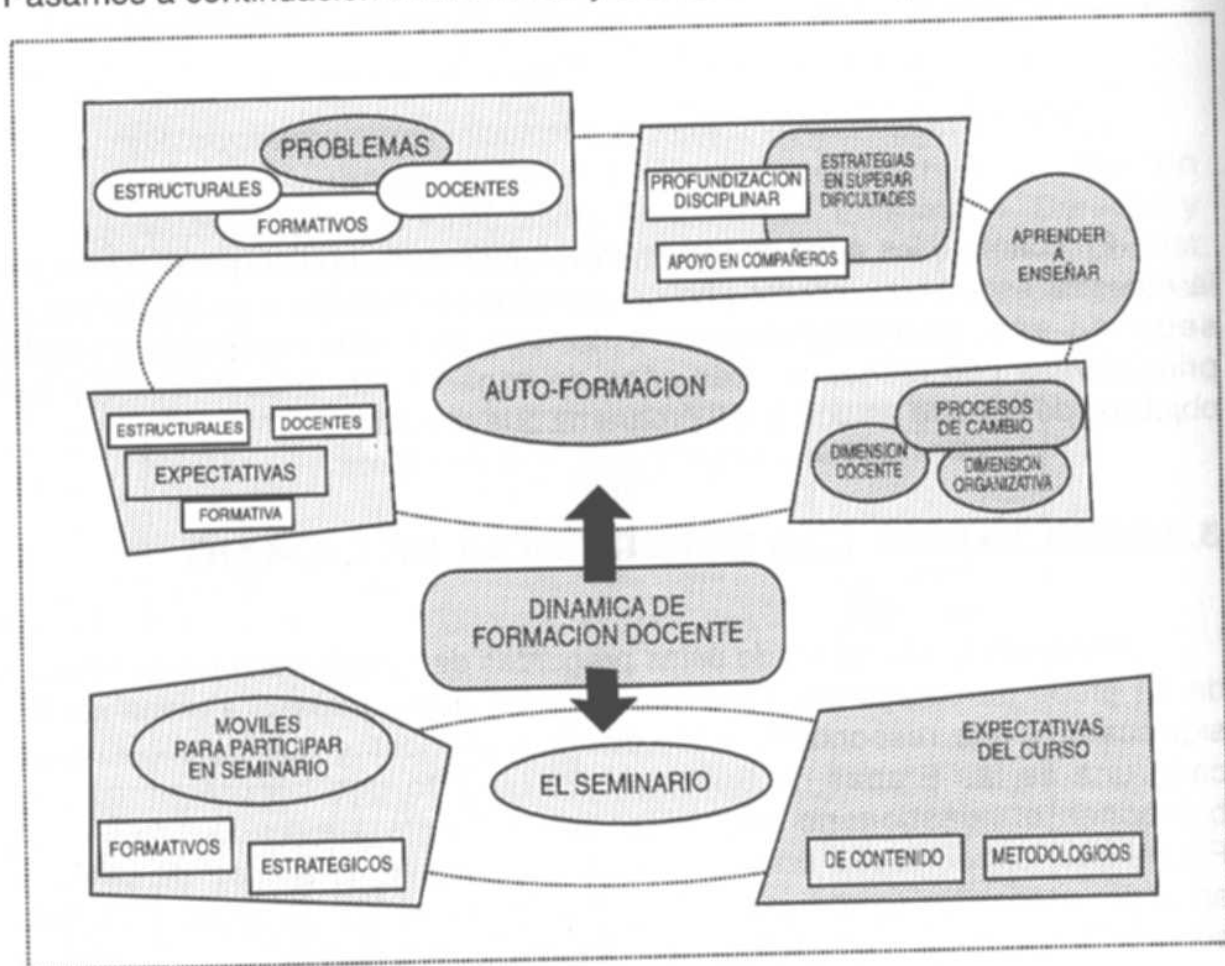 Pasamos a continuación
PROBLEMAS
ESTRUCTURALES
DOCENTES
FORMATIVOS
PROFUNDIZACION
DISCIPLINAR
ESTRATEGIAS
EN SUPERAR
DIFICULTADES
APOYO EN COMPAÑEROS
APRENDER
A
ENSEÑAR
AUTO-FORMACION
ESTRUCTURALES
DOCENTES
EXPECTATIVAS
FORMATIVA
PROCESOS
DE CAMBIO
DIMENSION
DOCENTE
DIMENSION
ORGANIZATIVA
DINAMICA DE
FORMACION DOCENTE
MOVILES
PARA PARTICIPAR
EN SEMINARIO
FORMATIVOS
ESTRATEGICOS
EL SEMINARIO
EXPECTATIVAS
DEL CURSO
DE CONTENIDO
METODOLOGICOS